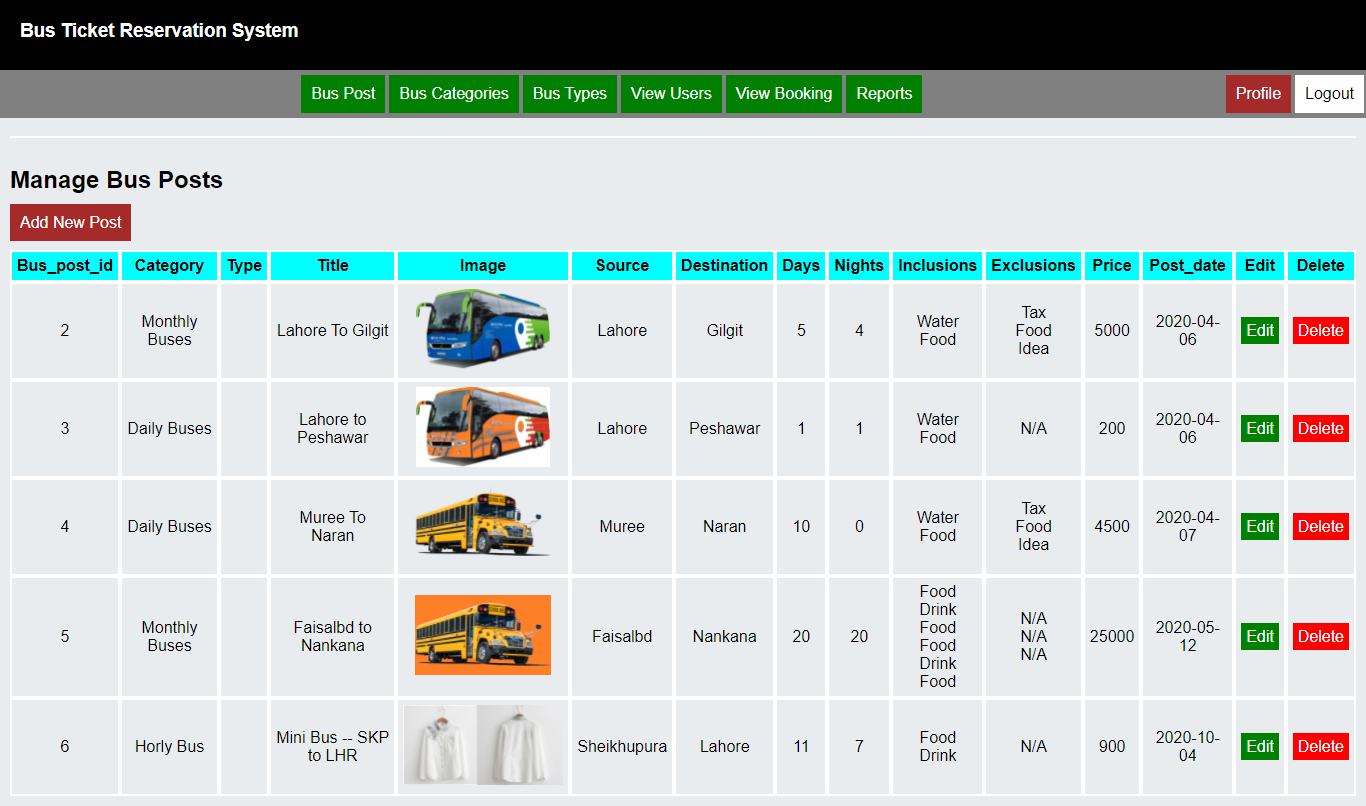 Bus Ticket Reservation System
Bus Post Bus Categories Bus Types View Users View Booking Reports Profile Logout
Manage Bus Posts
Add New Post
Bus_post_id Category Type Title Image Source Destination Days Nights Inclusions Exclusions Price Post_date Edit Delete
2
Monthly
Buses
Lahore To Gilgit
Lahore
Gilgit
5
4
Water
Food
Tax
Food
Idea
5000
2020-04-
06
Edit
Delete
3
Daily Buses
Lahore to
Peshawar
Lahore
Peshawar
1
1
Water
Food
N/A
200
2020-04-
06
Edit
Delete
4
Daily Buses
Muree To
Naran
Muree
Naran
10
0
Water
Food
Tax
Food
Idea
4500
2020-04-
07
Edit
Delete
5
Monthly
Buses
Faisalbd to
Nankana
Faisalbd
Nankana
20
20
Food
Drink
Food
Food
Drink
Food
N/A
N/A
N/A
25000
2020-05-
12
Edit
Delete
6
Horly Bus
Mini Bus -- SKP
to LHR
Sheikhupura
Lahore
11
7
Food
Drink
N/A
900
2020-10-
04
Edit
Delete